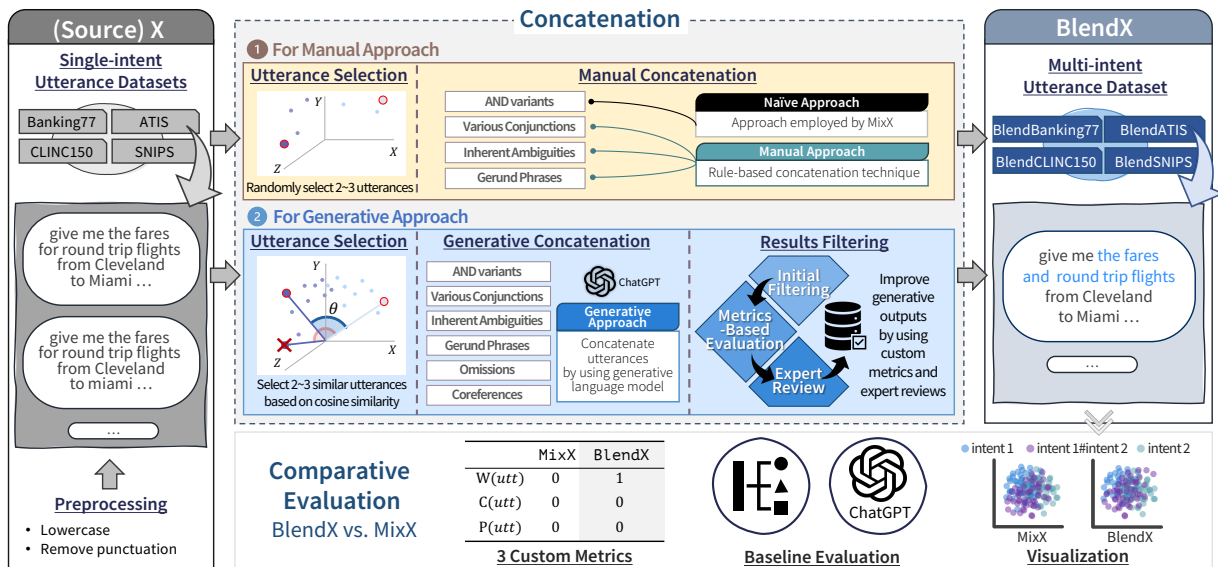 (Source) X
Single-intent
Utterance Datasets
Banking77
ATIS
CLINC150
SNIPS
give me the fares
for round trip flights
from Cleveland
to Miami ...
give me the fares
for round trip flights
from Cleveland
to miami ...
...
Preprocessing
• Lowercase
• Remove punctuation
Concatenation
1 For Manual Approach
Utterance Selection
Y
X
Z
Randomly select 2~3 utterances
Manual Concatenation
AND variants
Various Conjunctions
Inherent Ambiguities
Gerund Phrases
Naïve Approach
Approach employed by MixX
Manual Approach
Rule-based concatenation technique
2 For Generative Approach
Utterance Selection
Y
θ
X
Z
Select 2~3 similar utterances
based on cosine similarity
Generative Concatenation
AND variants
Various Conjunctions
Inherent Ambiguities
Gerund Phrases
Omissions
Coreferences
ChatGPT
Generative
Approach
Concatenate
utterances
by using generative
language model
Results Filtering
Initial
Filtering
Metrics
-Based
Evaluation
Expert
Review
Improve
generative
outputs
by using
custom
metrics and
expert reviews
BlendX
Multi-intent
Utterance Dataset
BlendBanking77
BlendATIS
BlendCLINC150
BlendSNIPS
give me the fares
and round trip flights
from Cleveland
to Miami ...
...
Comparative
Evaluation
BlendX vs. MixX
MixX BlendX
W(utt) 0 1
C(utt) 0 0
P(utt) 0 0
3 Custom Metrics
ChatGPT
Baseline Evaluation
intent 1 intent 1#intent 2 intent 2
MixX
BlendX
Visualization